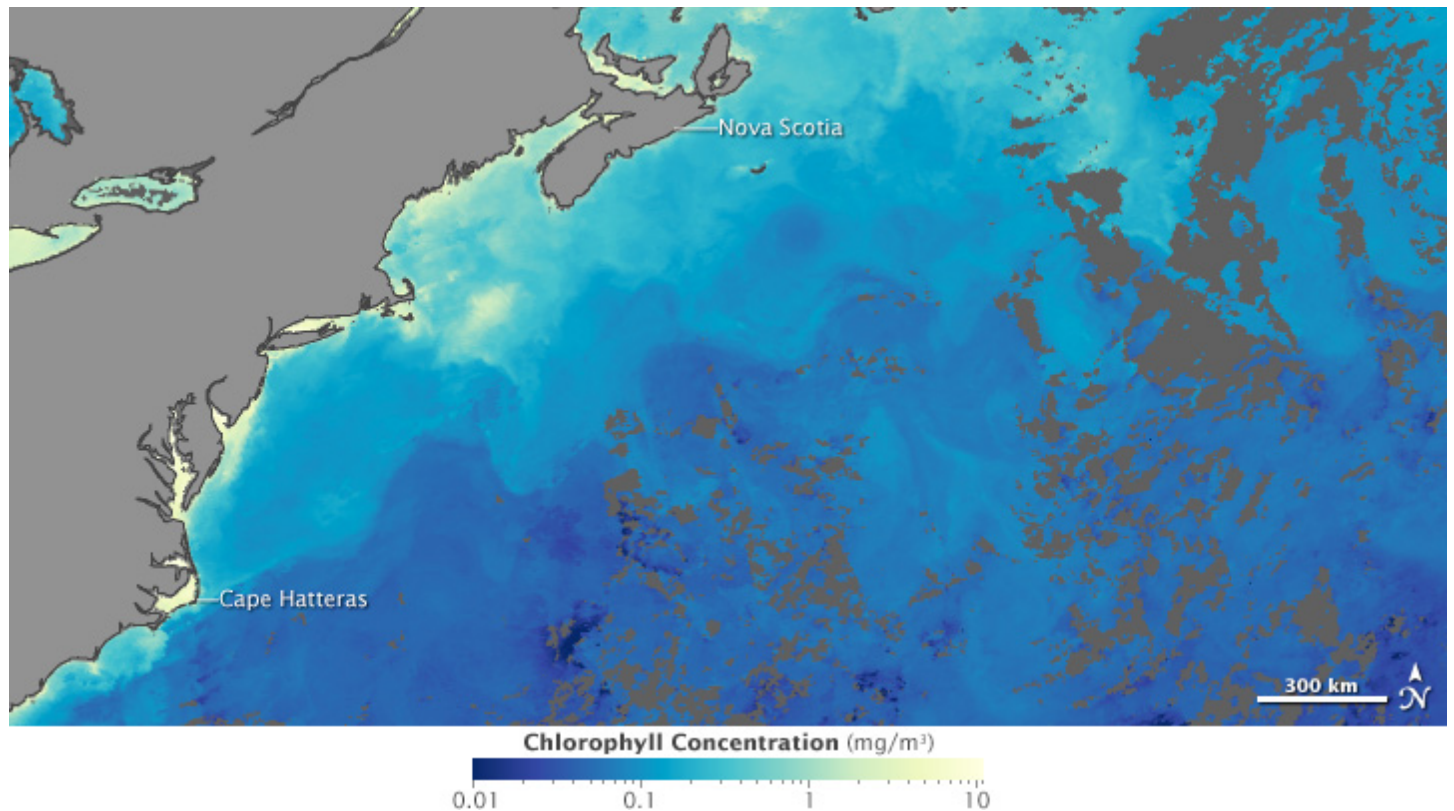 Nova Scotia
Cape Hatteras
300 km
N
Chlorophyll Concentration (mg/m³)
0.01 0.1 1 10